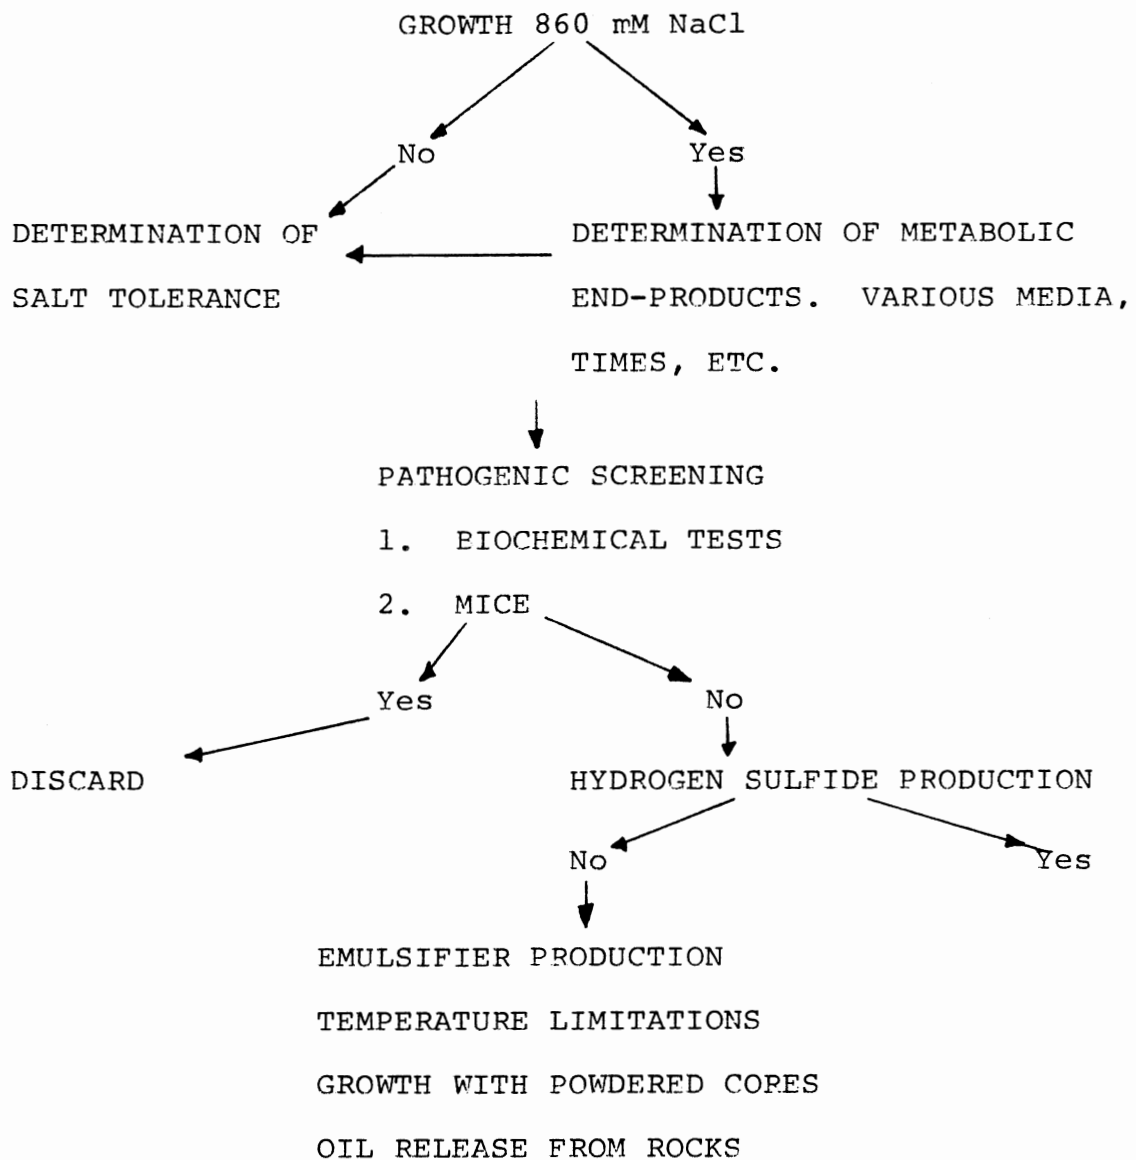 GROWTH 860 mM NaCl
No
Yes
DETERMINATION OF
SALT TOLERANCE
DETERMINATION OF METABOLIC
END-PRODUCTS. VARIOUS MEDIA,
TIMES, ETC.
PATHOGENIC SCREENING
1. BIOCHEMICAL TESTS
2. MICE
Yes
No
DISCARD
HYDROGEN SULFIDE PRODUCTION
No
Yes
EMULSIFIER PRODUCTION
TEMPERATURE LIMITATIONS
GROWTH WITH POWDERED CORES
OIL RELEASE FROM ROCKS